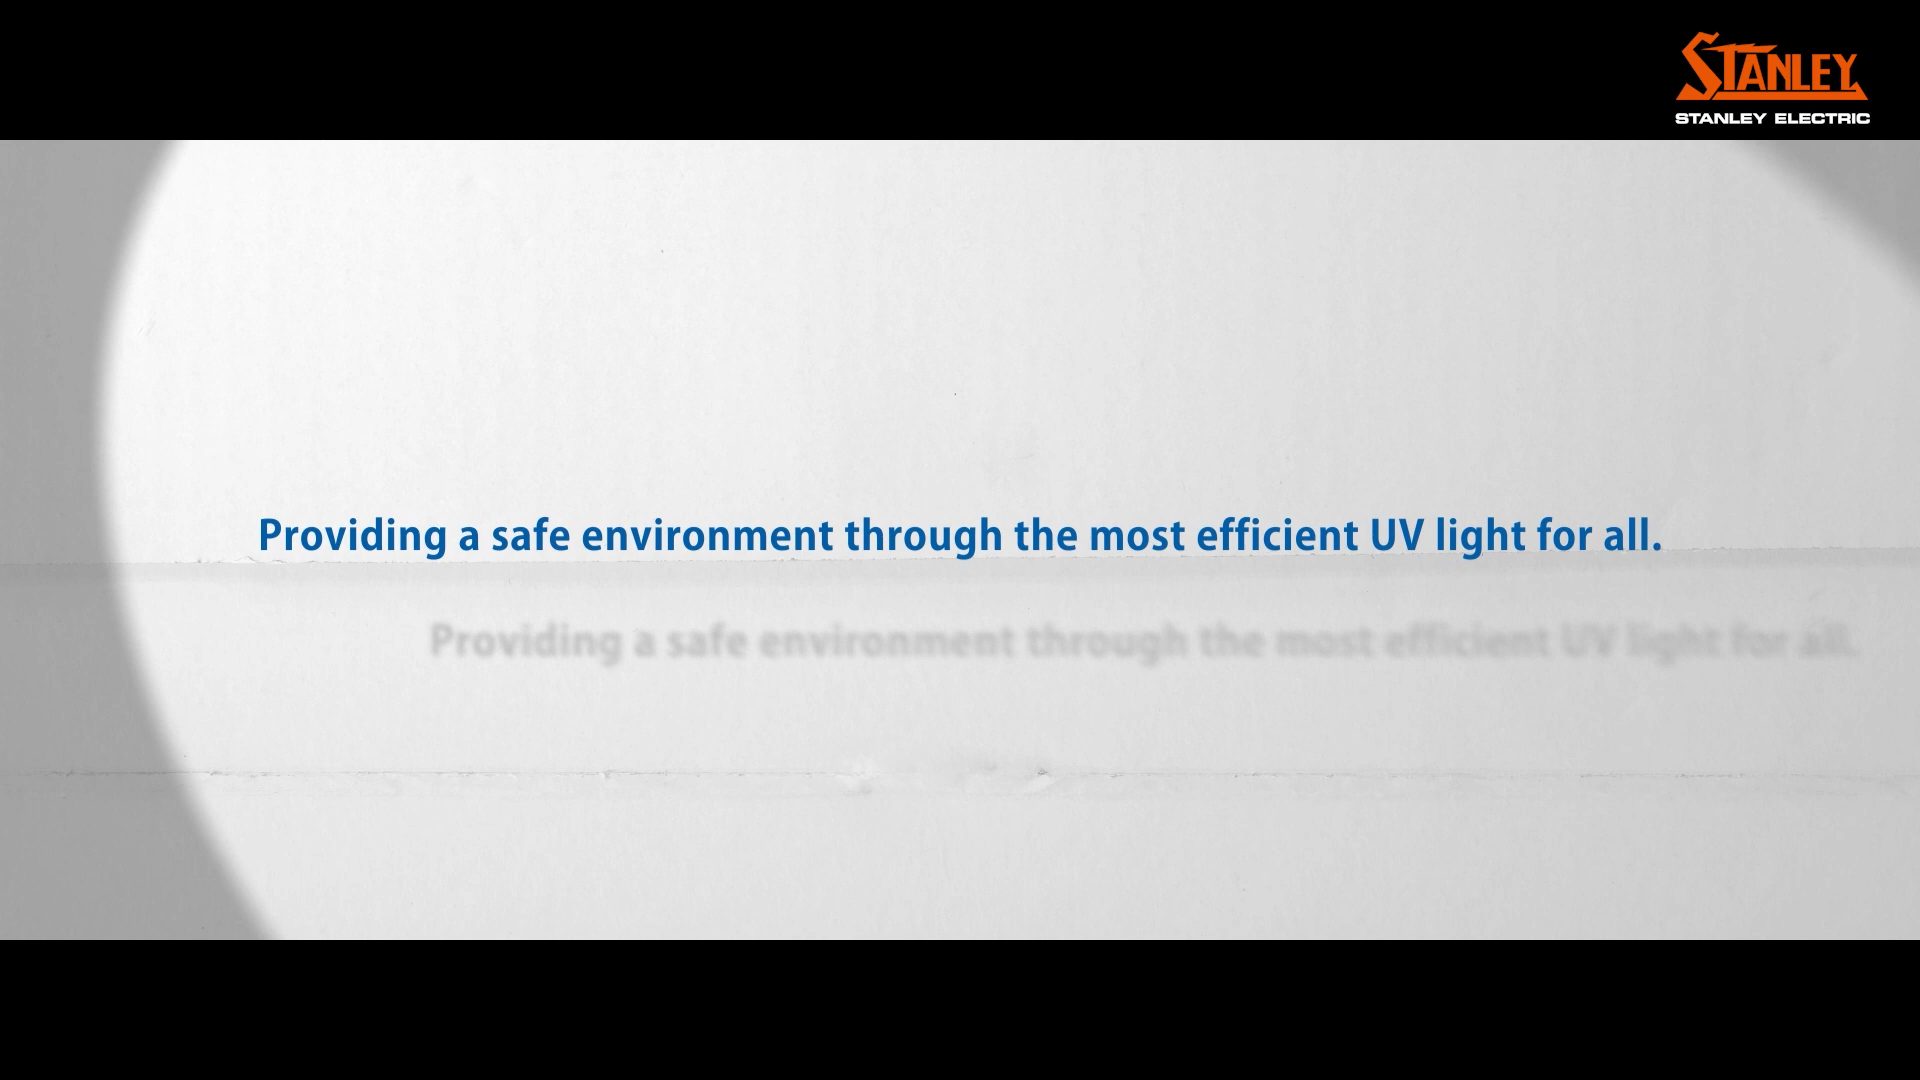 STANLEY
STANLEY ELECTRIC
Providing a safe environment through the most efficient UV light for all.
Providing a safe environment through the most efficient UV light for all.